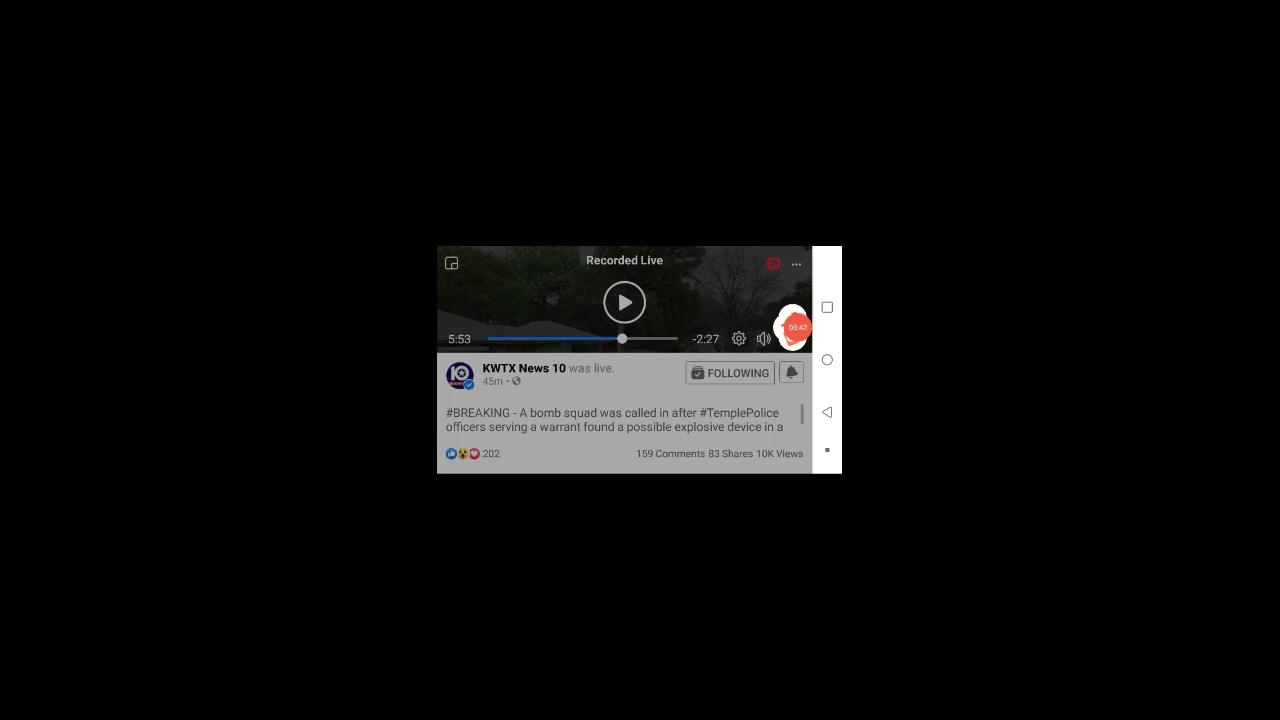 Recorded Live
5:53
-2:27
05:42
KWTX News 10 was live.
45m •
FOLLOWING
#BREAKING - A bomb squad was called in after #TemplePolice
officers serving a warrant found a possible explosive device in a
202
159 Comments 83 Shares 10K Views
10